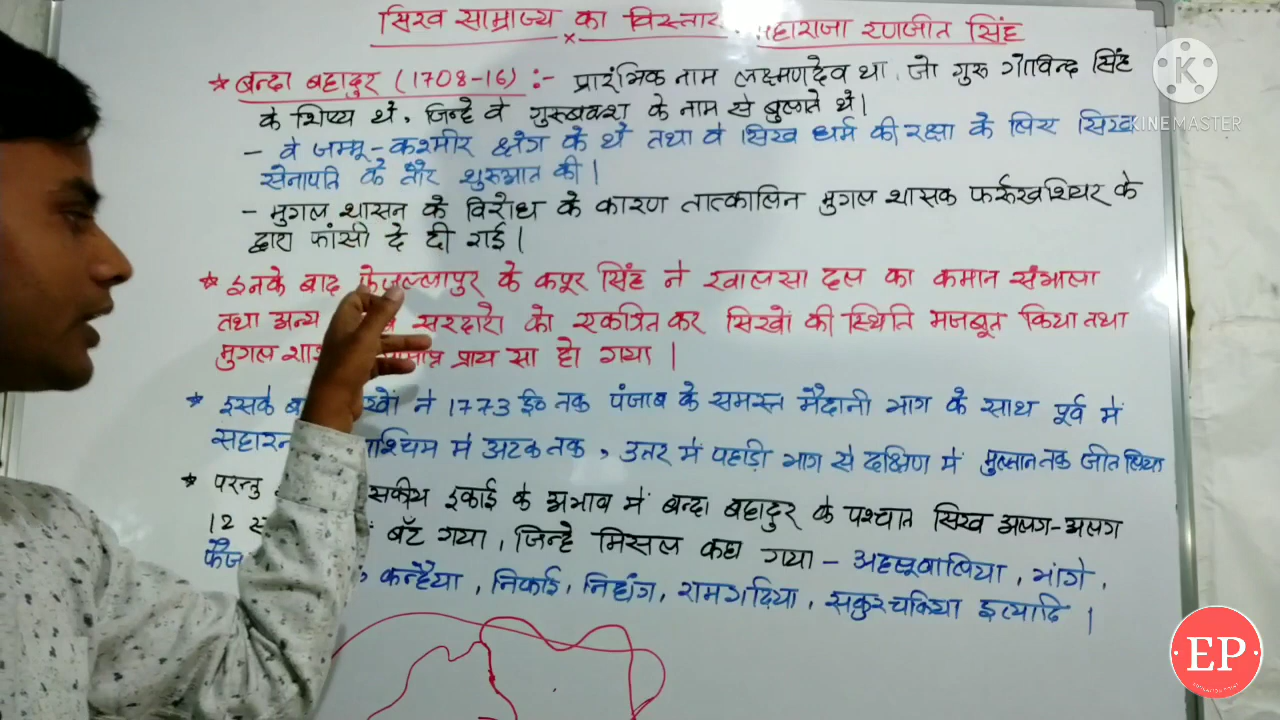 सिख साम्राज्य का विस्तार महाराजा रणजीत सिंह
* बन्दा बहादुर (1708-16) :- प्रारंभिक नाम लक्ष्मणदेव था, जो गुरु गोविन्द सिंह
के शिष्य थे, जिन्हे वे गुरुबक्श के नाम से बुलाते थे।
- वे जम्मू-कश्मीर क्षेत्र के थे तथा वे सिख धर्म की रक्षा के लिए सिख
सेनापति के तौर शुरुआत की।
- मुगल शासन के विरोध के कारण तात्कालिन मुगल शासक फर्रुखशियर के
द्वारा फांसी दे दी गई।
* इनके बाद फेजल्लापुर के कपूर सिंह ने खालसा दल का कमान संभाला
तथा अन्य सरदारो को एकत्रित कर सिखों की स्थिति मजबूत किया तथा
मुगल प्राय सा हो गया।
* इसके ने 1773 ई० तक पंजाब के समस्त मैदानी भाग के साथ पूर्व में
पश्चिम मे अटक तक, उत्तर में पहाड़ी भाग से दक्षिण में मुल्तान तक जीत लिया
* परन्तु इकाई के अभाव में बन्दा बहादुर के पश्चात सिख अलग-अलग
12 बँट गया, जिन्हे मिसल कहा गया - अहलूवालिया, भांगे,
कन्हैया, निकाई, निहांग, रामगढ़िया, सकुरचकिया इत्यादि।
K
KINEMASTER
EP